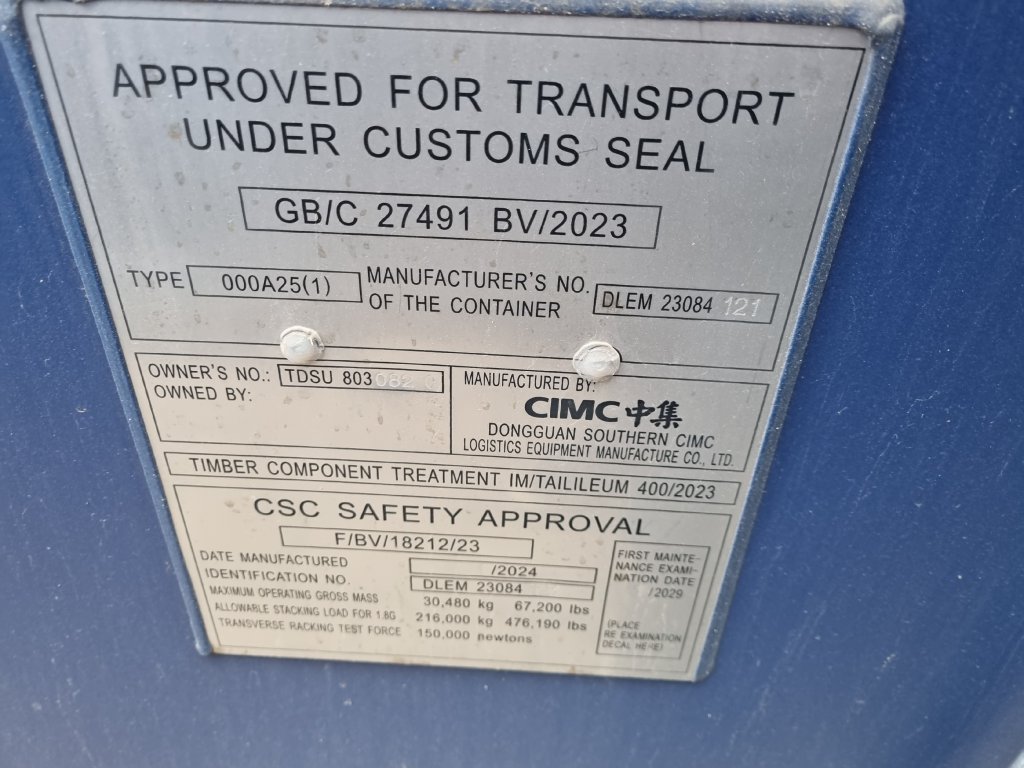 APPROVED FOR TRANSPORT
UNDER CUSTOMS SEAL
GB/C 27491 BV/2023
TYPE 000A25(1)
MANUFACTURER'S NO.
OF THE CONTAINER
DLEM 23084 121
OWNER'S NO.: TDSU 803
OWNED BY:
MANUFACTURED BY:
CIMC 中集
DONGGUAN SOUTHERN CIMC
LOGISTICS EQUIPMENT MANUFACTURE CO., LTD.
TIMBER COMPONENT TREATMENT IM/TAILILEUM 400/2023
CSC SAFETY APPROVAL
F/BV/18212/23
DATE MANUFACTURED /2024
IDENTIFICATION NO. DLEM 23084
MAXIMUM OPERATING GROSS MASS 30,480 kg 67,200 lbs
ALLOWABLE STACKING LOAD FOR 1.8G 216,000 kg 476,190 lbs
TRANSVERSE RACKING TEST FORCE 150,000 newtons
FIRST MAINTE-
NANCE EXAMI-
NATION DATE
/2029
(PLACE
RE EXAMINATION
DECAL HERE)